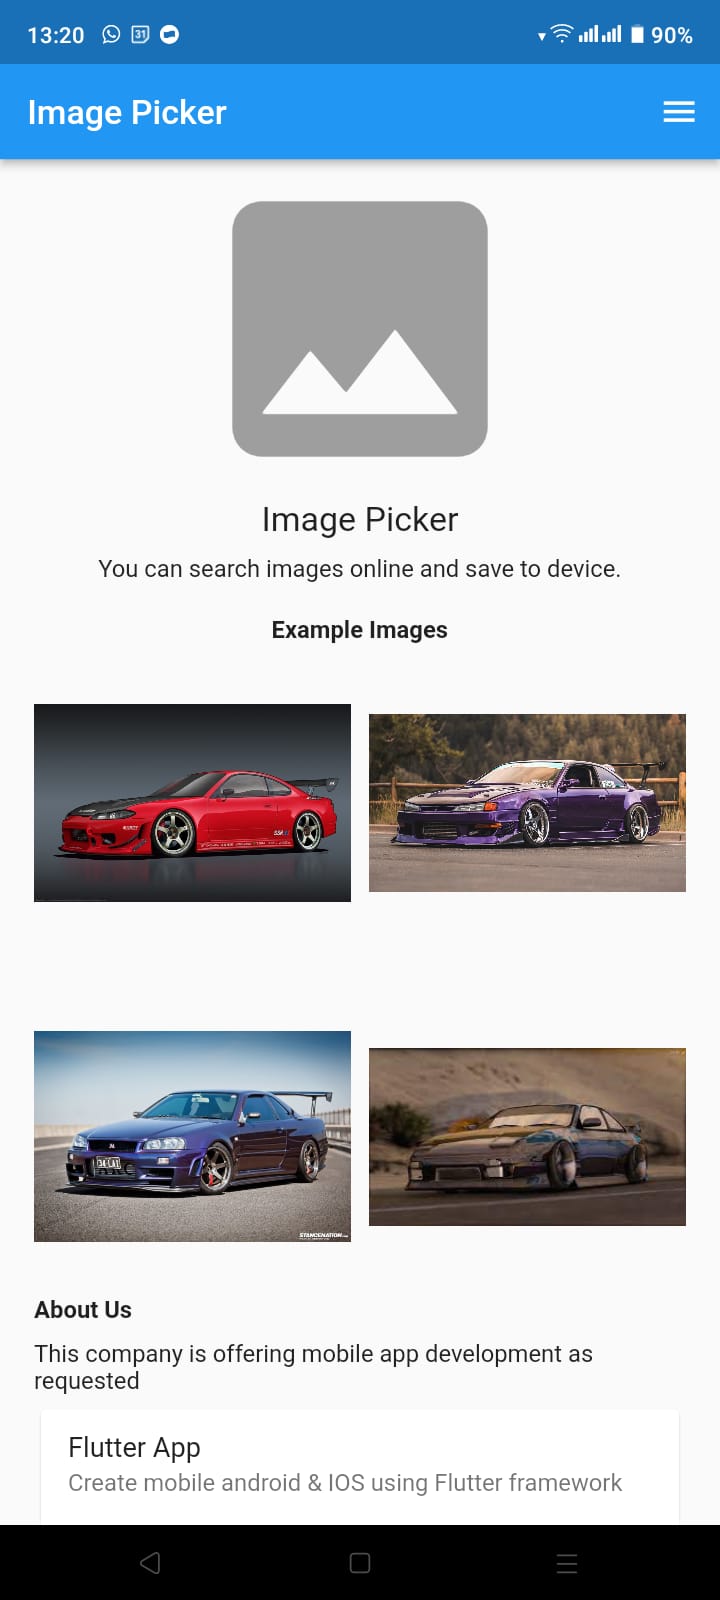 13:20
31
90%
Image Picker
Image Picker
You can search images online and save to device.
Example Images
STANCENATION
About Us
This company is offering mobile app development as
requested
Flutter App
Create mobile android & IOS using Flutter framework